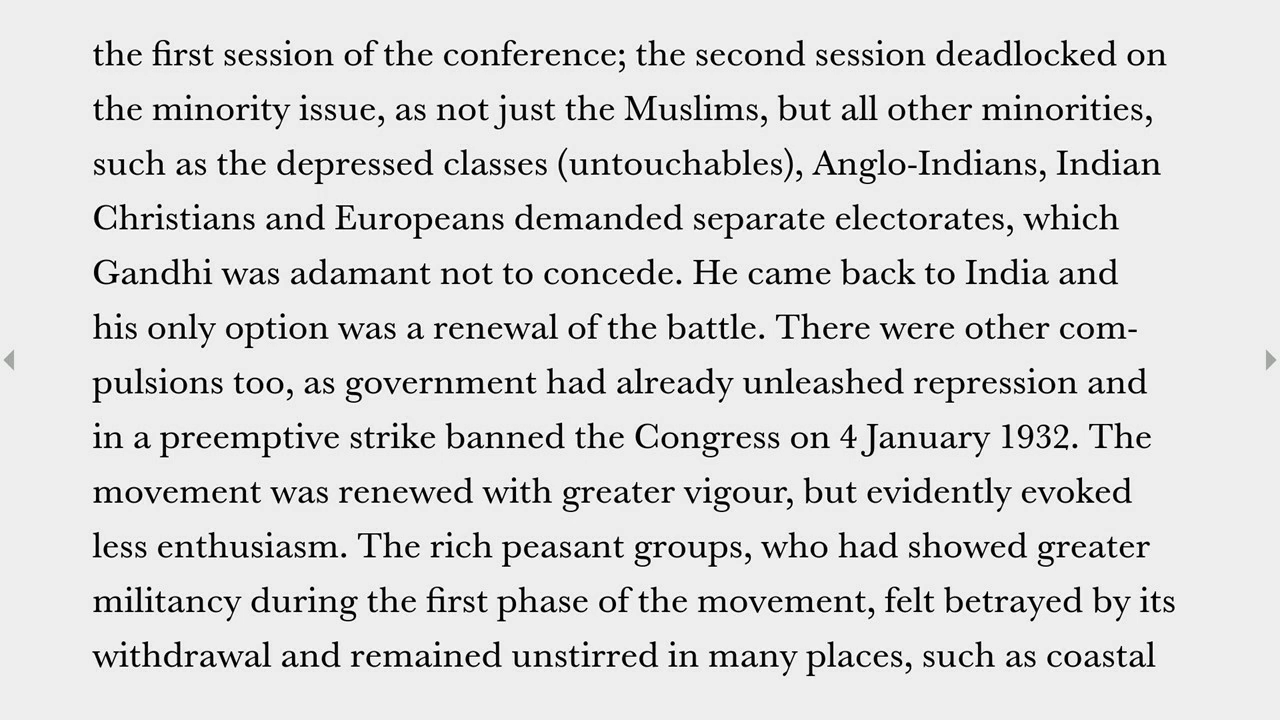 the first session of the conference; the second session deadlocked on
the minority issue, as not just the Muslims, but all other minorities,
such as the depressed classes (untouchables), Anglo-Indians, Indian
Christians and Europeans demanded separate electorates, which
Gandhi was adamant not to concede. He came back to India and
his only option was a renewal of the battle. There were other com-
pulsions too, as government had already unleashed repression and
in a preemptive strike banned the Congress on 4 January 1932. The
movement was renewed with greater vigour, but evidently evoked
less enthusiasm. The rich peasant groups, who had showed greater
militancy during the first phase of the movement, felt betrayed by its
withdrawal and remained unstirred in many places, such as coastal